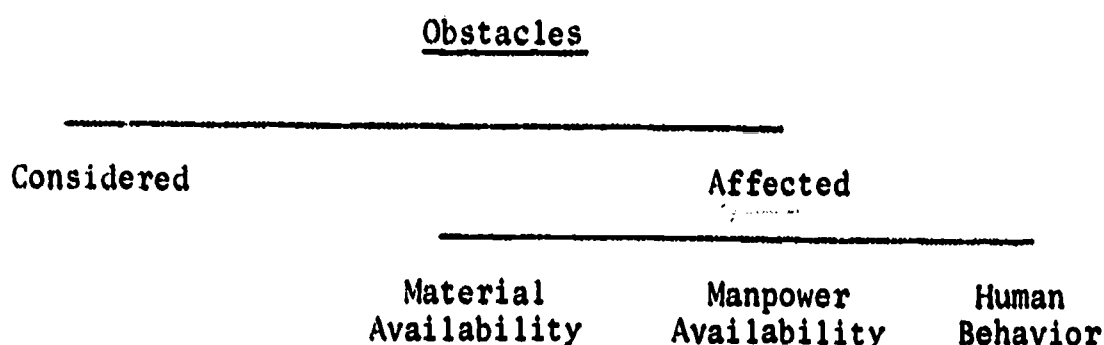 Obstacles
Considered Affected
Material Manpower Human
Availability Availability Behavior